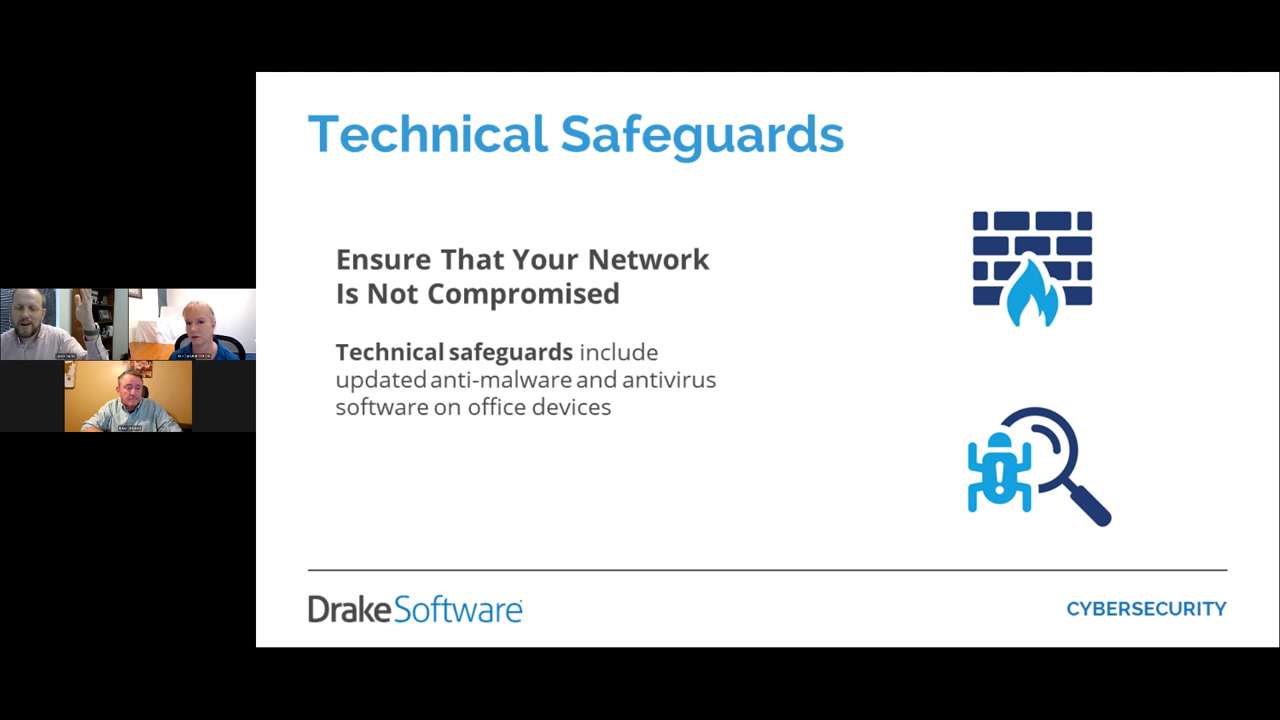 Technical Safeguards
Ensure That Your Network
Is Not Compromised
Technical safeguards include
updated anti-malware and antivirus
software on office devices
DrakeSoftware
CYBERSECURITY